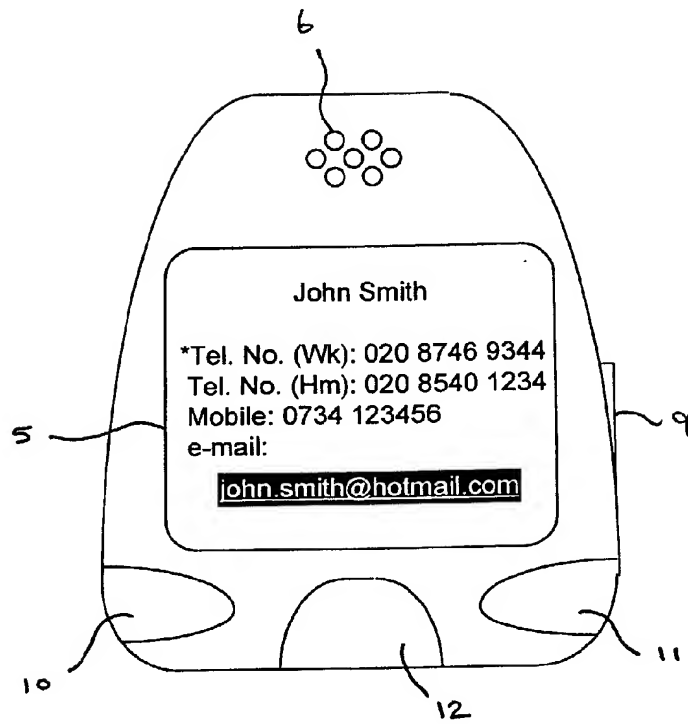 6
John Smith
*Tel. No. (Wk): 020 8746 9344
Tel. No. (Hm): 020 8540 1234
Mobile: 0734 123456
e-mail:
john.smith@hotmail.com
5
9
10
11
12